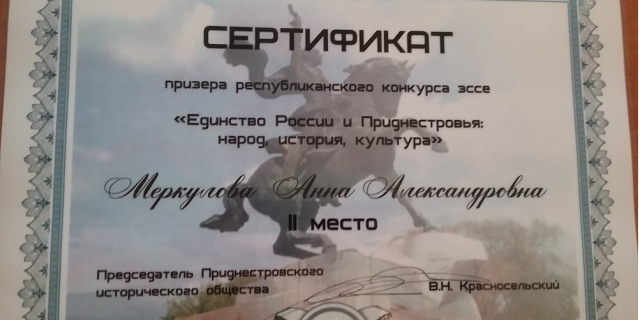 СЕРТИФИКАТ
призера республиканского конкурса эссе
«Единство России и Приднестровья:
народ, история, культура»
Меркулова Анна Александровна
II место
Председатель Приднестровского
исторического общества
В.Н. Красносельский